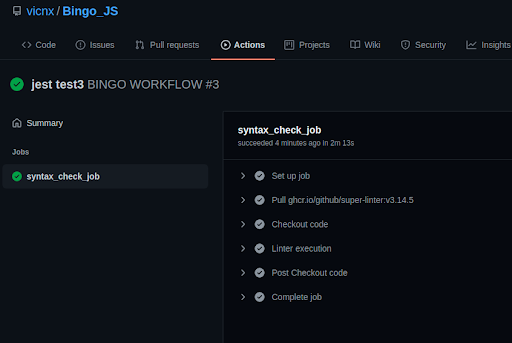 vicnx / Bingo_JS
Code Issues Pull requests Actions Projects Wiki Security Insights
jest test3 BINGO WORKFLOW #3
Summary
Jobs
syntax_check_job
syntax_check_job
succeeded 4 minutes ago in 2m 13s
Set up job
Pull ghcr.io/github/super-linter:v3.14.5
Checkout code
Linter execution
Post Checkout code
Complete job